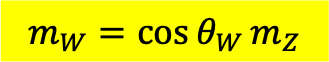 m_W = cos θ_W m_Z